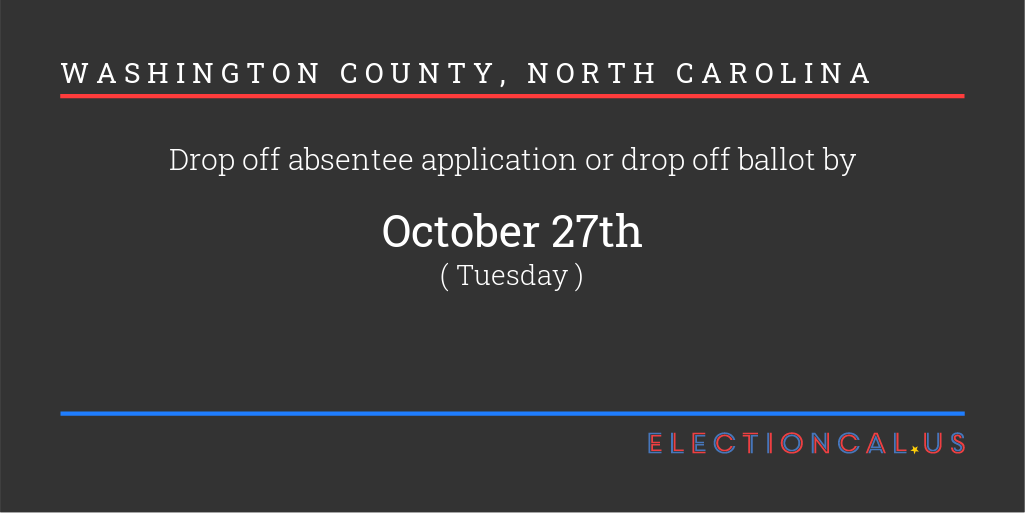 WASHINGTON COUNTY, NORTH CAROLINA
Drop off absentee application or drop off ballot by
October 27th
( Tuesday )
ELECTIONCAL.US